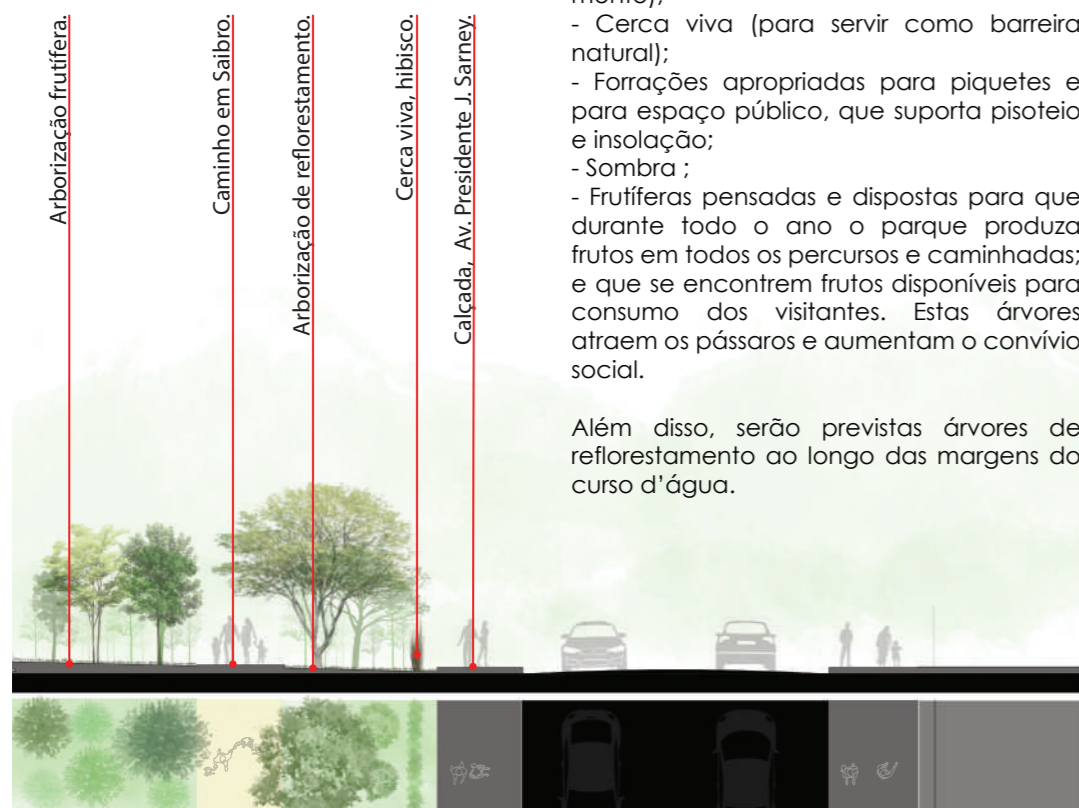 Arborização frutífera.
Caminho em Saibro.
Arborização de reflorestamento.
Cerca viva, hibisco.
Calçada, Av. Presidente J. Sarney.
- Cerca viva (para servir como barreira
natural);
- Forrações apropriadas para piquetes e
para espaço público, que suporta pisoteio
e insolação;
- Sombra ;
- Frutíferas pensadas e dispostas para que
durante todo o ano o parque produza
frutos em todos os percursos e caminhadas;
e que se encontrem frutos disponíveis para
consumo dos visitantes. Estas árvores
atraem os pássaros e aumentam o convívio
social.
Além disso, serão previstas árvores de
reflorestamento ao longo das margens do
curso d’água.